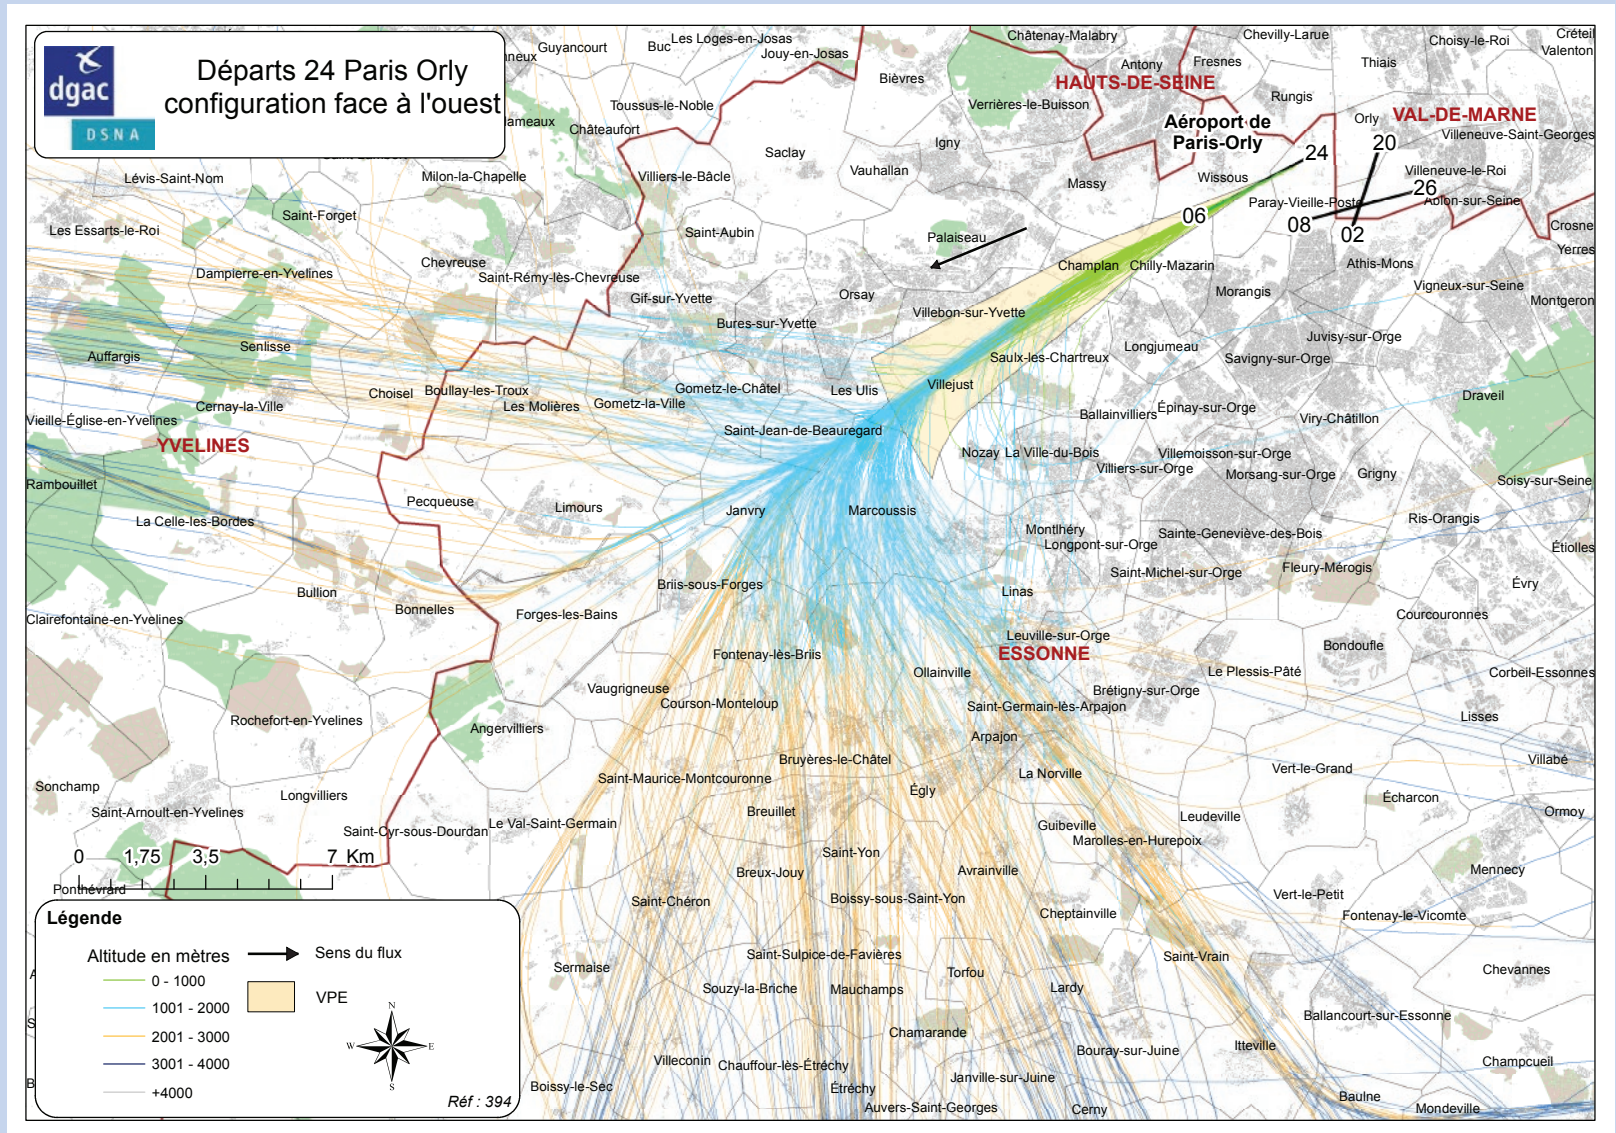 dgac
DSNA
Départs 24 Paris Orly
configuration face à l'ouest
Guyancourt
Buc
Les Loges-en-Josas
Jouy-en-Josas
Bièvres
Châtenay-Malabry
Chevilly-Larue
Choisy-le-Roi
Créteil
Valenton
Antony
Fresnes
Thiais
HAUTS-DE-SEINE
Rungis
Verrières-le-Buisson
Toussus-le-Noble
Châteaufort
Aéroport de
Paris-Orly
Orly
VAL-DE-MARNE
Villeneuve-Saint-Georges
20
24
Igny
Saclay
Vauhallan
Villeneuve-le-Roi
Lévis-Saint-Nom
Milon-la-Chapelle
Villiers-le-Bâcle
Massy
Wissous
26
Paray-Vieille-Poste
Ablon-sur-Seine
Saint-Forget
06
08
02
Crosne
Les Essarts-le-Roi
Saint-Aubin
Palaiseau
Yerres
Chevreuse
Dampierre-en-Yvelines
Saint-Rémy-lès-Chevreuse
Champlan
Chilly-Mazarin
Athis-Mons
Gif-sur-Yvette
Orsay
Morangis
Vigneux-sur-Seine
Montgeron
Bures-sur-Yvette
Villebon-sur-Yvette
Juvisy-sur-Orge
Senlisse
Auffargis
Saulx-les-Chartreux
Longjumeau
Savigny-sur-Orge
Choisel
Boullay-les-Troux
Gometz-le-Châtel
Les Ulis
Villejust
Draveil
Cernay-la-Ville
Les Molières
Gometz-la-Ville
Ballainvilliers
Épinay-sur-Orge
Viry-Châtillon
Vieille-Église-en-Yvelines
Saint-Jean-de-Beauregard
YVELINES
Nozay
La Ville-du-Bois
Villemoisson-sur-Orge
Villiers-sur-Orge
Morsang-sur-Orge
Grigny
Rambouillet
Soisy-sur-Seine
Pecqueuse
Limours
Janvry
Marcoussis
La Celle-les-Bordes
Ris-Orangis
Montlhéry
Sainte-Geneviève-des-Bois
Longpont-sur-Orge
Étiolles
Saint-Michel-sur-Orge
Fleury-Mérogis
Bullion
Briis-sous-Forges
Linas
Évry
Bonnelles
Forges-les-Bains
Courcouronnes
Clairefontaine-en-Yvelines
Leuville-sur-Orge
ESSONNE
Bondoufle
Fontenay-lès-Briis
Ollainville
Le Plessis-Pâté
Corbeil-Essonnes
Vaugrigneuse
Courson-Monteloup
Brétigny-sur-Orge
Saint-Germain-lès-Arpajon
Rochefort-en-Yvelines
Angervilliers
Arpajon
Lisses
Bruyères-le-Châtel
Villabé
Saint-Maurice-Montcouronne
La Norville
Vert-le-Grand
Sonchamp
Longvilliers
Égly
Écharcon
Saint-Arnoult-en-Yvelines
Breuillet
Ormoy
Saint-Cyr-sous-Dourdan
Le Val-Saint-Germain
Guibeville
Leudeville
Marolles-en-Hurepoix
0 1,75 3,5 7 Km
Saint-Yon
Breux-Jouy
Avrainville
Mennecy
Ponthévrard
Saint-Chéron
Boissy-sous-Saint-Yon
Cheptainville
Vert-le-Petit
Fontenay-le-Vicomte
Saint-Sulpice-de-Favières
Saint-Vrain
Sermaise
Torfou
Chevannes
Souzy-la-Briche
Mauchamps
Lardy
Ballancourt-sur-Essonne
Chamarande
Itteville
Bouray-sur-Juine
Villeconin
Chauffour-lès-Étréchy
Champcueil
Boissy-le-Sec
Étréchy
Janville-sur-Juine
Auvers-Saint-Georges
Cerny
Baulne
Mondeville
Légende
Altitude en mètres
0 - 1000
1001 - 2000
2001 - 3000
3001 - 4000
+4000
Sens du flux
VPE
N
W
E
S
Réf : 394